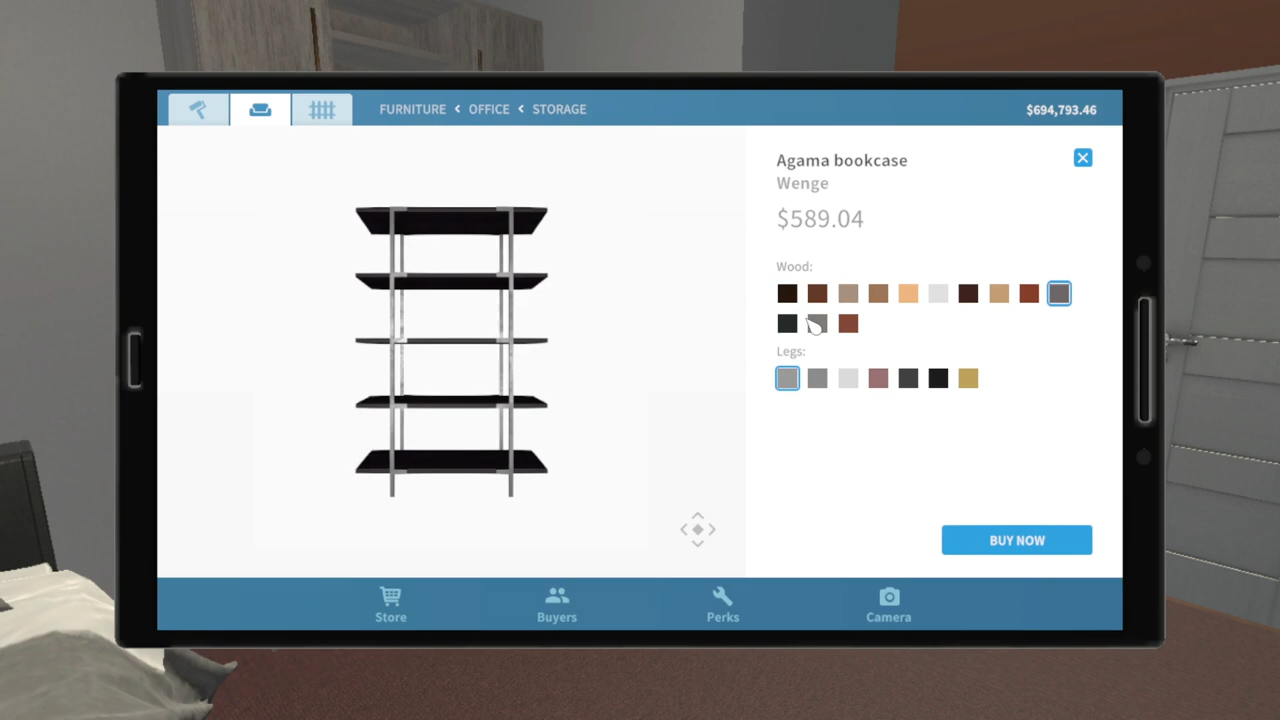 FURNITURE < OFFICE < STORAGE
$694,793.46
Agama bookcase
Wenge
$589.04
Wood:
Legs:
BUY NOW
Store
Buyers
Perks
Camera